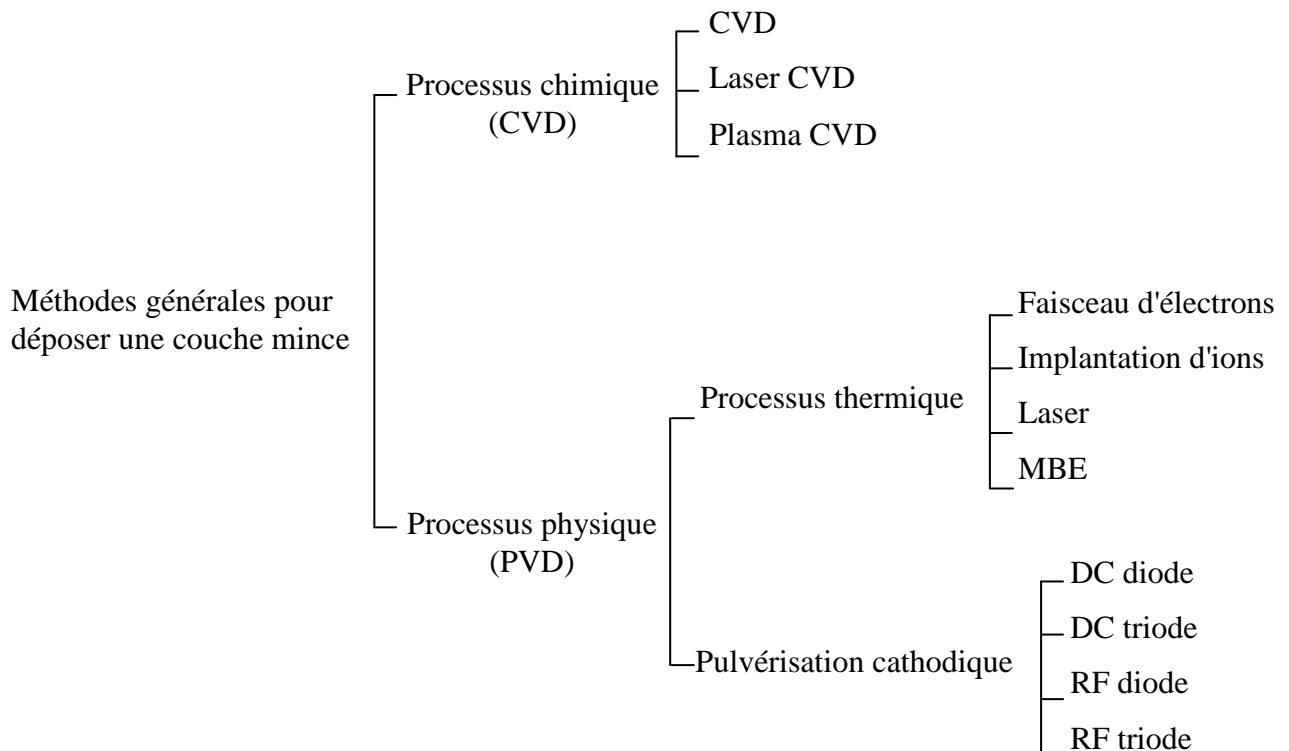 CVD
Processus chimique
(CVD)
Laser CVD
Plasma CVD
Méthodes générales pour
déposer une couche mince
Faisceau d'électrons
Implantation d'ions
Processus thermique
Laser
MBE
Processus physique
(PVD)
DC diode
DC triode
Pulvérisation cathodique
RF diode
RF triode